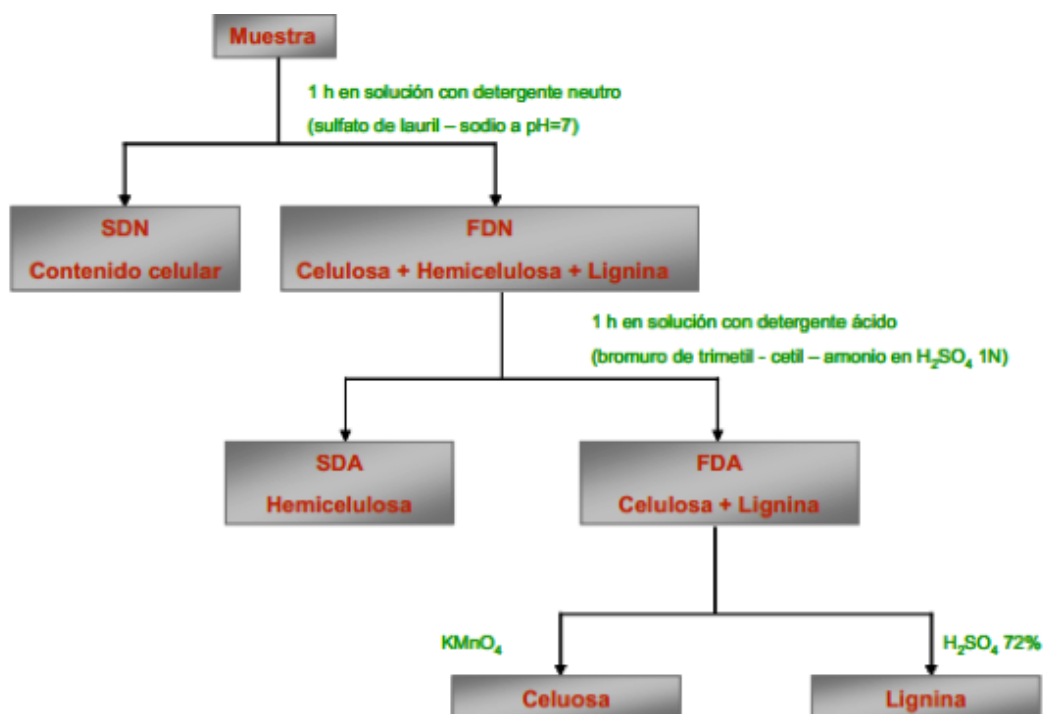 Muestra
1 h en solución con detergente neutro
(sulfato de lauril – sodio a pH=7)
SDN
Contenido celular
FDN
Celulosa + Hemicelulosa + Lignina
1 h en solución con detergente ácido
(bromuro de trimetil - cetil – amonio en H₂SO₄ 1N)
SDA
Hemicelulosa
FDA
Celulosa + Lignina
KMnO₄
H₂SO₄ 72%
Celuosa
Lignina